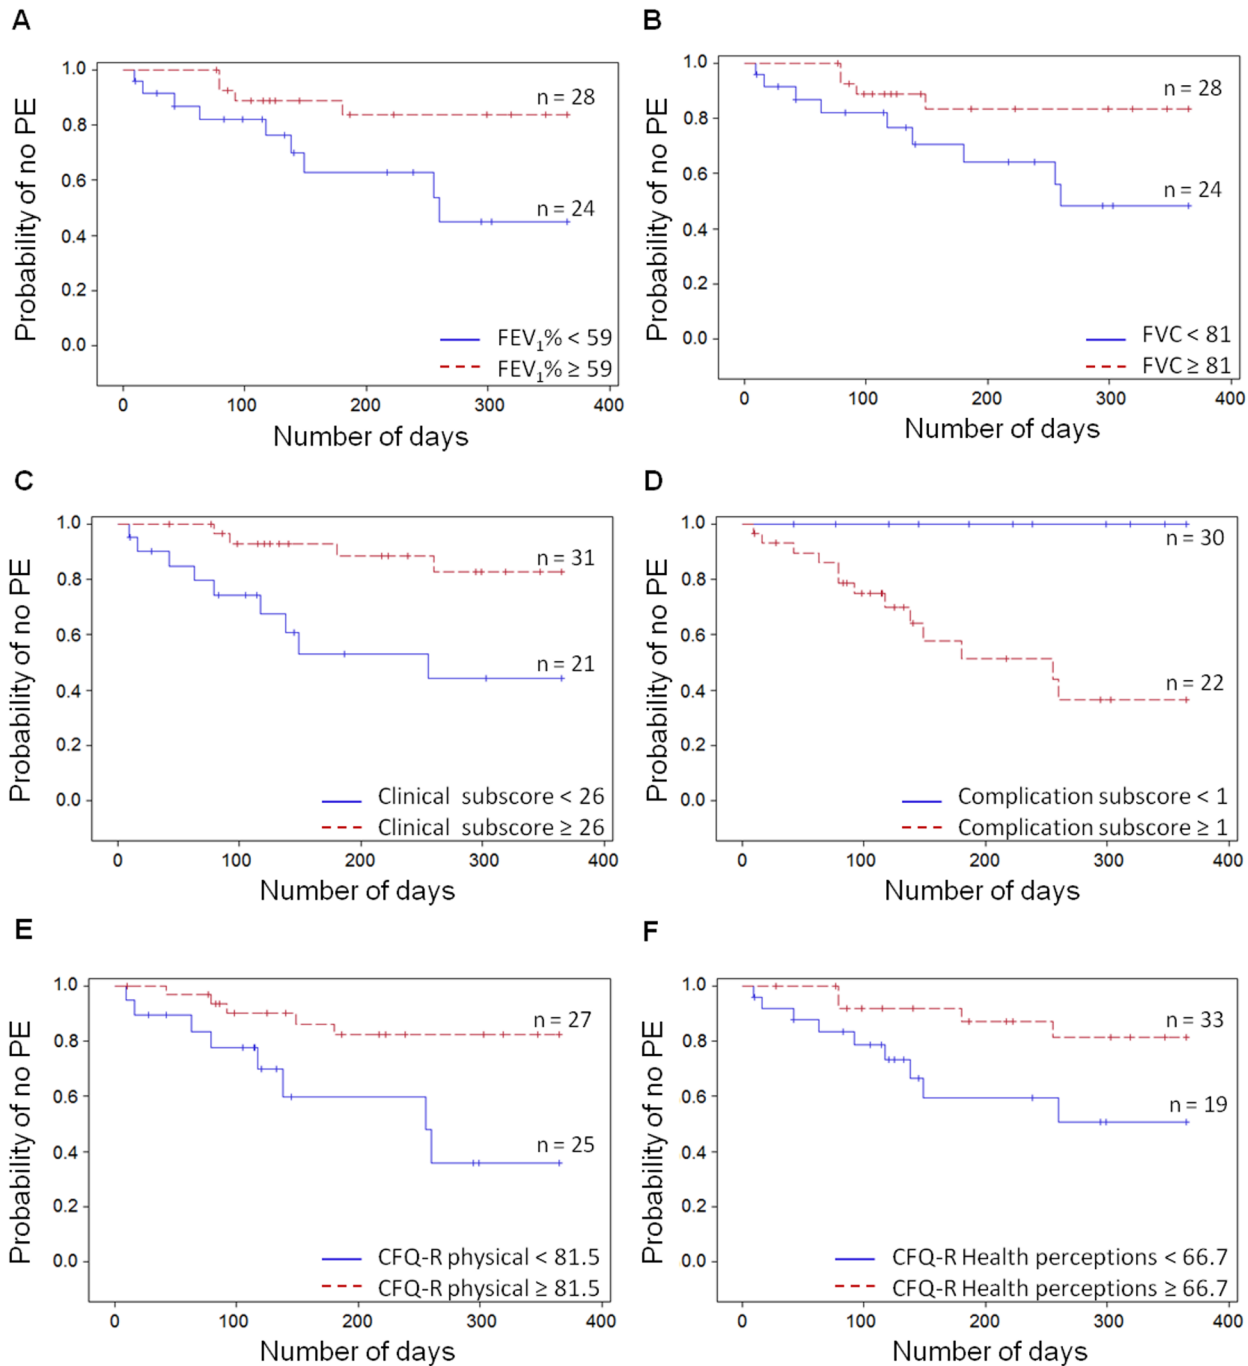 A
Probability of no PE
1.0
0.8
0.6
0.4
0.2
0.0
n = 28
n = 24
FEV1% < 59
FEV1% ≥ 59
0 100 200 300 400
Number of days
B
Probability of no PE
1.0
0.8
0.6
0.4
0.2
0.0
n = 28
n = 24
FVC < 81
FVC ≥ 81
0 100 200 300 400
Number of days
C
Probability of no PE
1.0
0.8
0.6
0.4
0.2
0.0
n = 31
n = 21
Clinical subscore < 26
Clinical subscore ≥ 26
0 100 200 300 400
Number of days
D
Probability of no PE
1.0
0.8
0.6
0.4
0.2
0.0
n = 30
n = 22
Complication subscore < 1
Complication subscore ≥ 1
0 100 200 300 400
Number of days
E
Probability of no PE
1.0
0.8
0.6
0.4
0.2
0.0
n = 27
n = 25
CFQ-R physical < 81.5
CFQ-R physical ≥ 81.5
0 100 200 300 400
Number of days
F
Probability of no PE
1.0
0.8
0.6
0.4
0.2
0.0
n = 33
n = 19
CFQ-R Health perceptions < 66.7
CFQ-R Health perceptions ≥ 66.7
0 100 200 300 400
Number of days